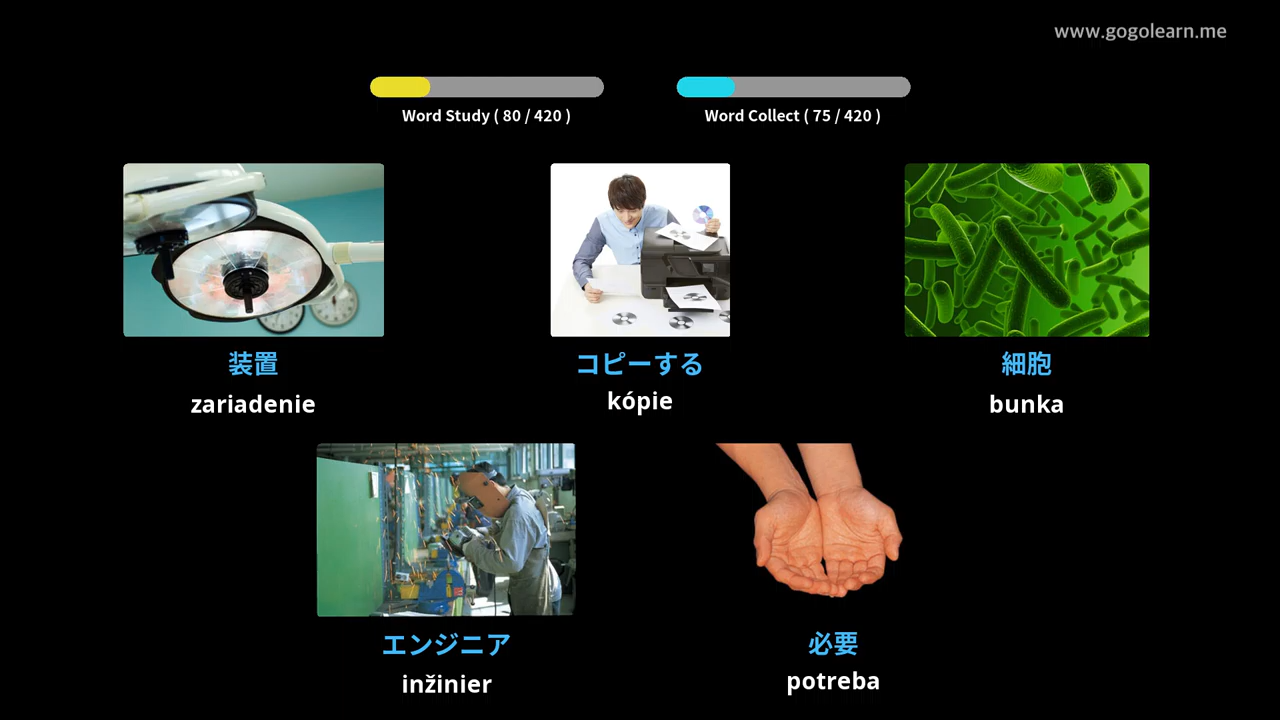 www.gogolearn.me
Word Study ( 80 / 420 )
Word Collect ( 75 / 420 )
装置
コピーする
細胞
zariadenie
kópie
bunka
エンジニア
必要
inžinier
potreba